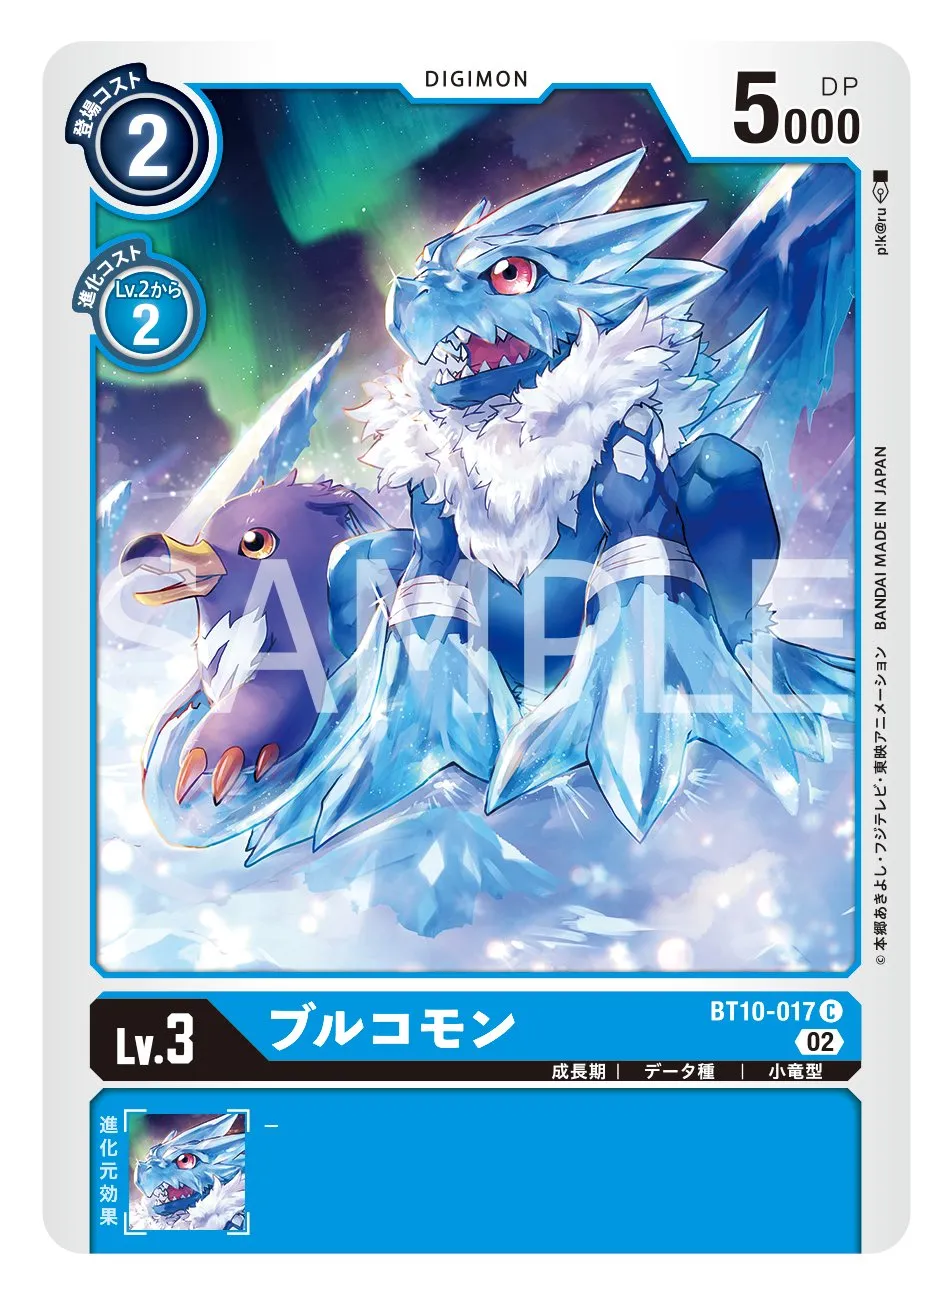 DIGIMON
登場コスト
2
DP
5000
進化コスト
Lv.2から
2
p!k@ru
SAMPLE
©本郷あきよし・フジテレビ・東映アニメーション BANDAI MADE IN JAPAN
Lv.3
ブルコモン
BT10-017 C
02
成長期 | データ種 | 小竜型
進化元効果
–